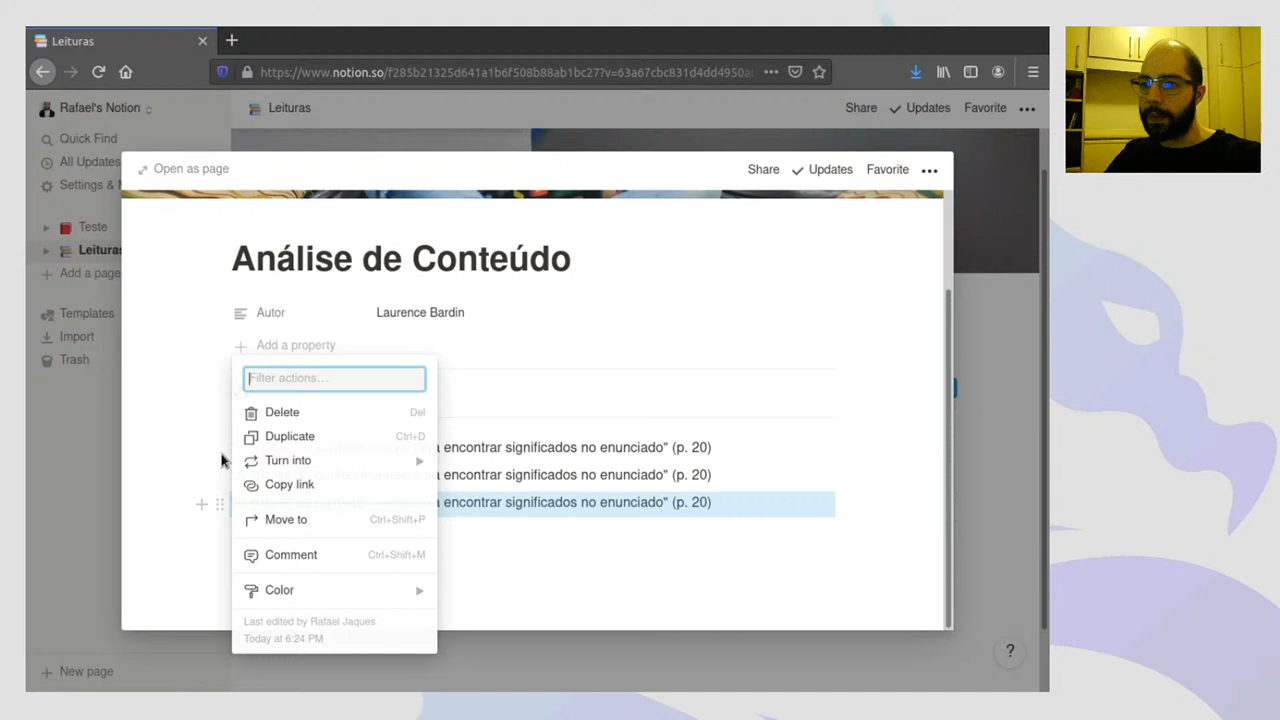 Leituras
https://www.notion.so/f285b21325d641a1b6f508b88ab1bc27?v=63a67cbc831d4dd4950a
Rafael's Notion
Leituras
Share
Updates
Favorite
Quick Find
All Updates
Settings & M
Teste
Leituras
Add a page
Templates
Import
Trash
New page
Open as page
Share
Updates
Favorite
Análise de Conteúdo
Autor
Laurence Bardin
Add a property
Filter actions...
Delete Del
Duplicate Ctrl+D
Turn into
Copy link
Move to Ctrl+Shift+P
Comment Ctrl+Shift+M
Color
Last edited by Rafael Jaques
Today at 6:24 PM
encontrar significados no enunciado" (p. 20)
encontrar significados no enunciado" (p. 20)
encontrar significados no enunciado" (p. 20)
?